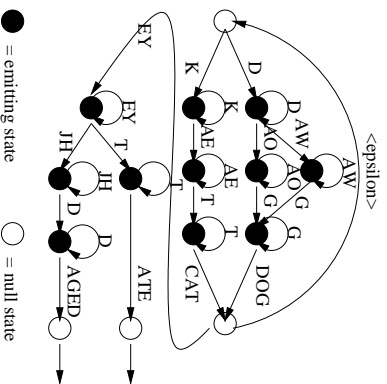 <epsilon>
AW
AW G
D AO G
AO G
D DOG
K AE T
AE T
K CAT
T
EY ATE
EY
T
JH D
JH D AGED
= emitting state = null state